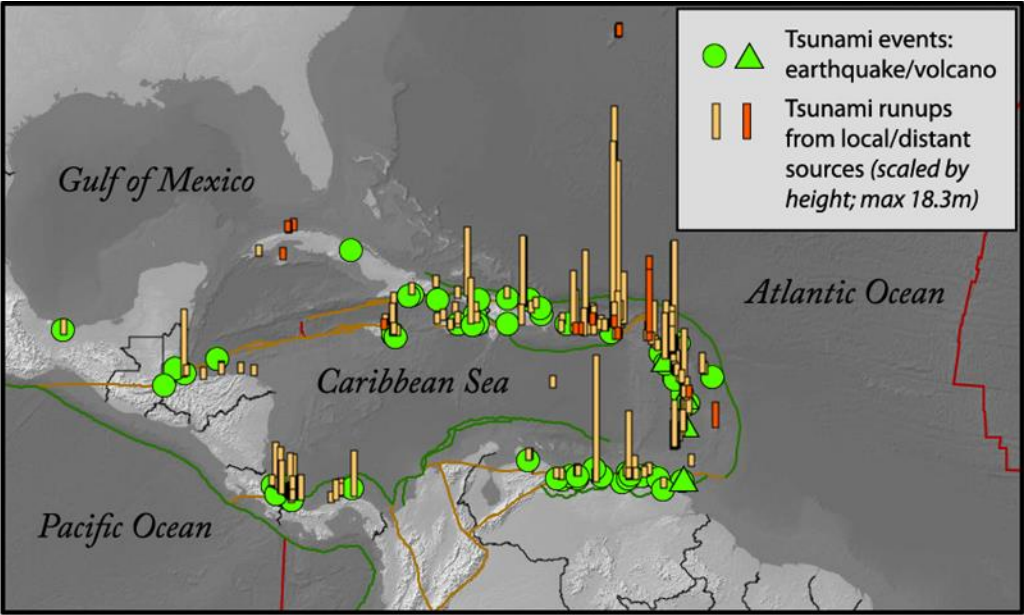 Tsunami events:
earthquake/volcano
Tsunami runups
from local/distant
sources (scaled by
height; max 18.3m)
Gulf of Mexico
Atlantic Ocean
Caribbean Sea
Pacific Ocean